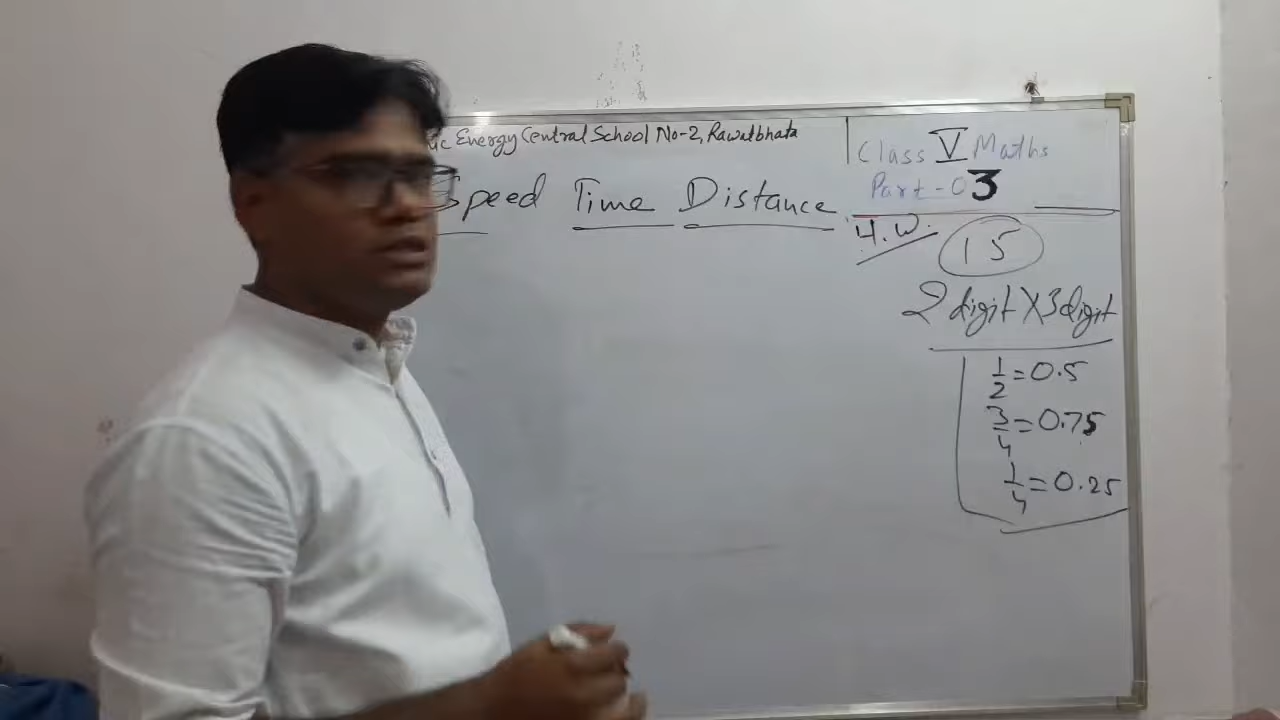 ic Energy Central School No-2, Rawatbhata
Speed Time Distance
Class V Maths
Part-03
H.W. 15
2 digit X 3 digit
1/2 = 0.5
3/4 = 0.75
1/4 = 0.25